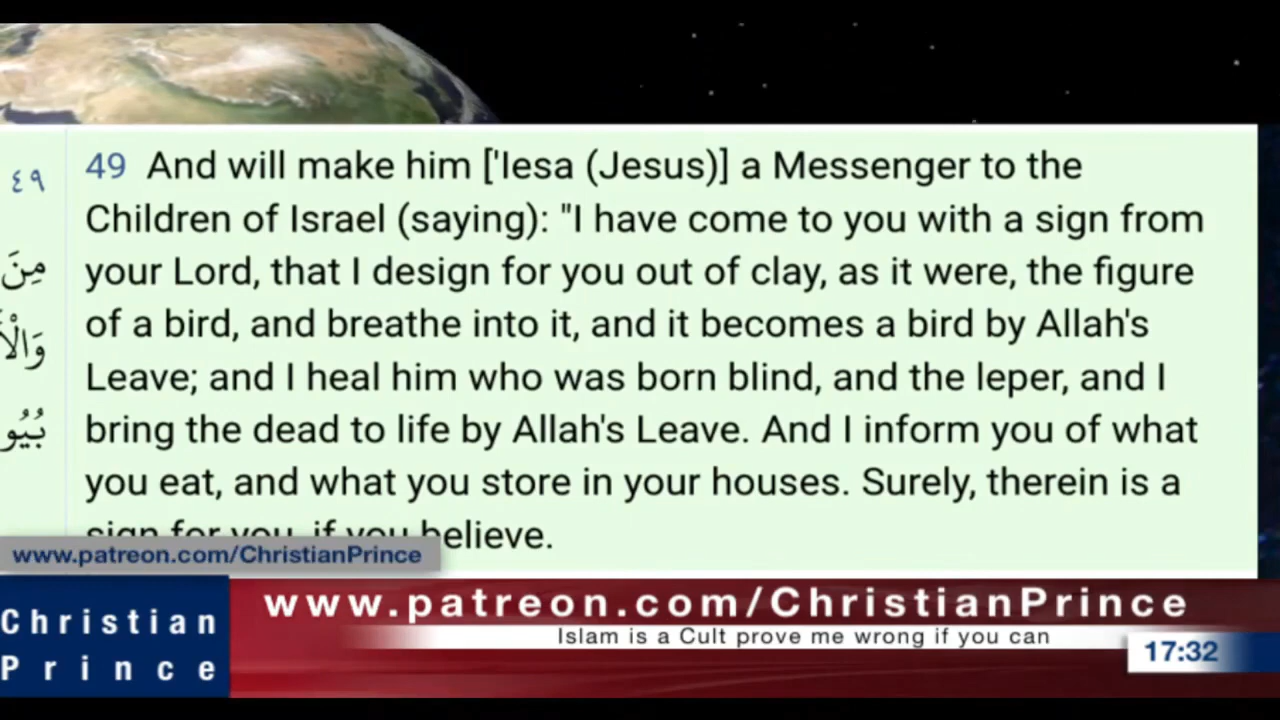 ٤٩
مِنَ
بُيُو
49 And will make him ['Iesa (Jesus)] a Messenger to the
Children of Israel (saying): "I have come to you with a sign from
your Lord, that I design for you out of clay, as it were, the figure
of a bird, and breathe into it, and it becomes a bird by Allah's
Leave; and I heal him who was born blind, and the leper, and I
bring the dead to life by Allah's Leave. And I inform you of what
you eat, and what you store in your houses. Surely, therein is a
sign for you, if you believe.
www.patreon.com/ChristianPrince
Christian
Prince
www.patreon.com/ChristianPrince
Islam is a Cult prove me wrong if you can
17:32